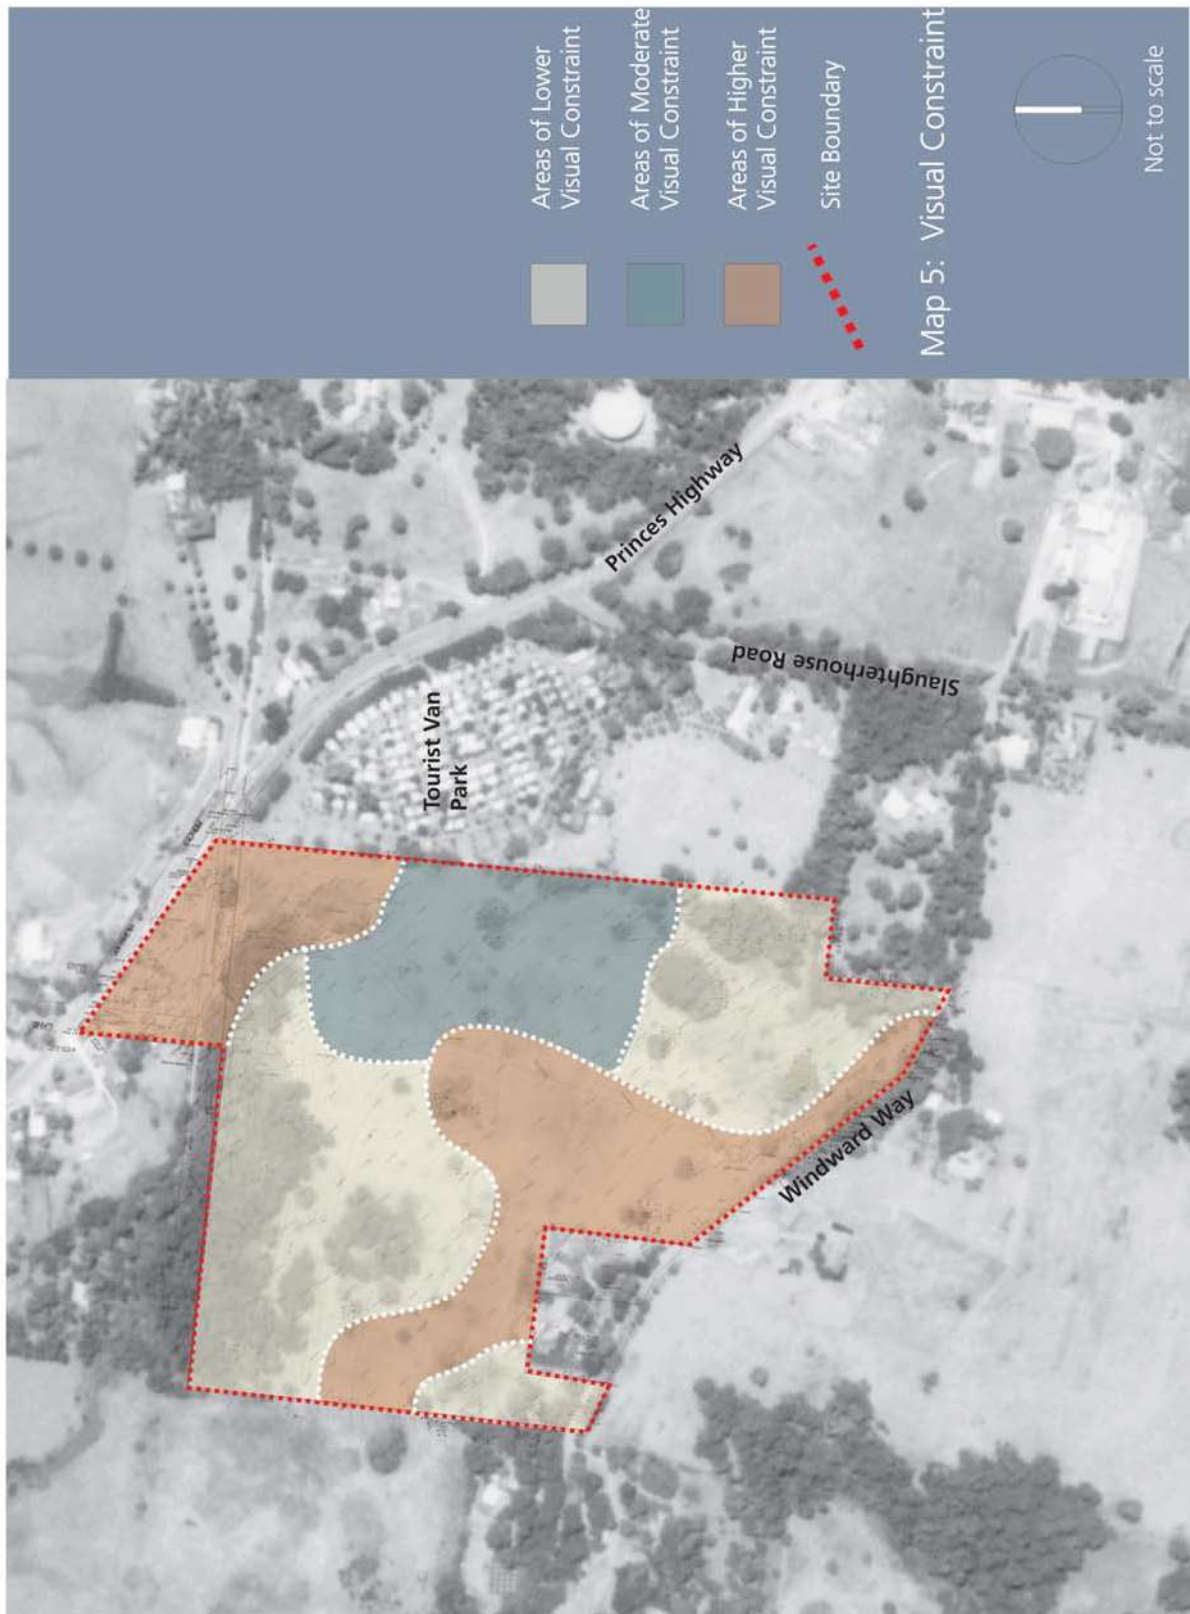 Areas of Lower
Visual Constraint
Areas of Moderate
Visual Constraint
Areas of Higher
Visual Constraint
Site Boundary
Map 5: Visual Constraint
Not to scale
Princes Highway
Slaughterhouse Road
Tourist Van
Park
Windward Way